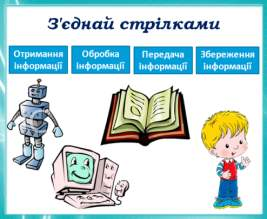 З'єднай стрілками
Отримання інформації
Обробка інформації
Передача інформації
Збереження інформації